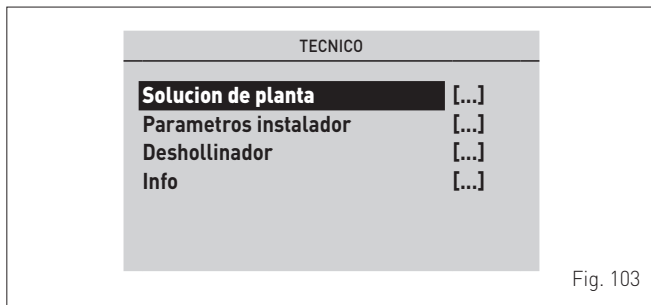 TECNICO
Solucion de planta [...]
Parametros instalador [...]
Deshollinador [...]
Info [...]
Fig. 103